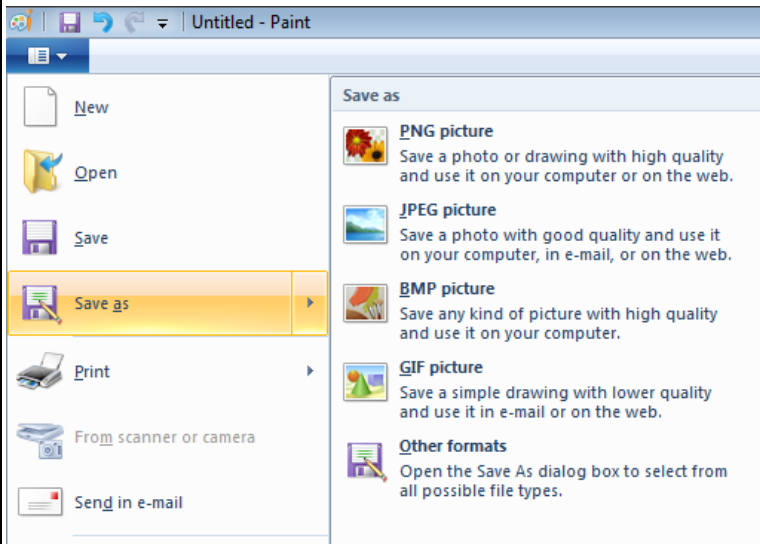 Untitled - Paint
New
Open
Save
Save as
Print
From scanner or camera
Send in e-mail
Save as
PNG picture
Save a photo or drawing with high quality
and use it on your computer or on the web.
JPEG picture
Save a photo with good quality and use it
on your computer, in e-mail, or on the web.
BMP picture
Save any kind of picture with high quality
and use it on your computer.
GIF picture
Save a simple drawing with lower quality
and use it in e-mail or on the web.
Other formats
Open the Save As dialog box to select from
all possible file types.